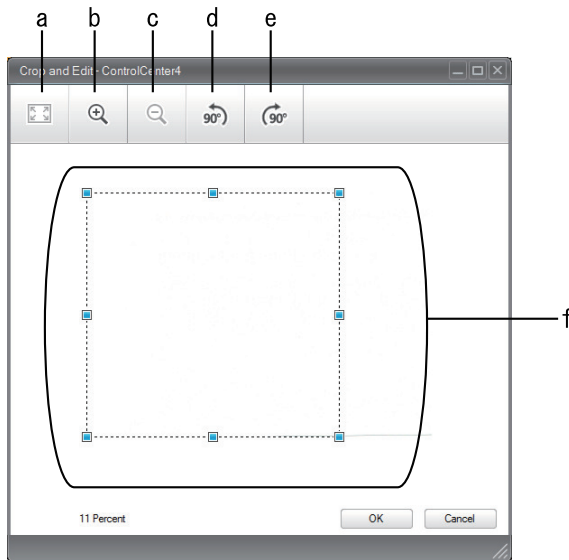 a b c d e
Crop and Edit - ControlCenter4
90° 90°
f
11 Percent OK Cancel